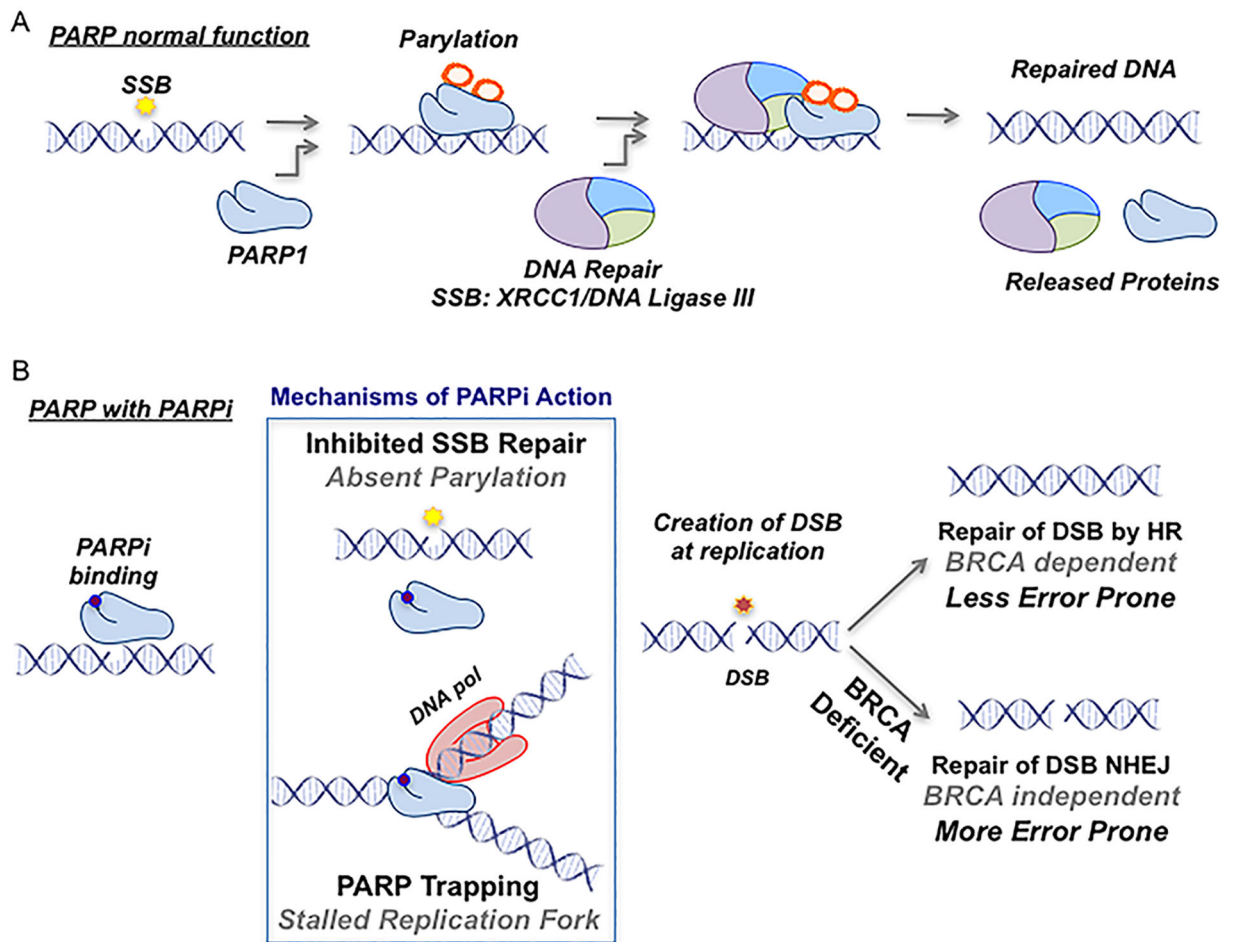 A
PARP normal function
SSB
PARP1
Parylation
DNA Repair
SSB: XRCC1/DNA Ligase III
Repaired DNA
Released Proteins
B
PARP with PARPi
PARPi
binding
Mechanisms of PARPi Action
Inhibited SSB Repair
Absent Parylation
DNA pol
PARP Trapping
Stalled Replication Fork
Creation of DSB
at replication
DSB
BRCA
Deficient
Repair of DSB by HR
BRCA dependent
Less Error Prone
Repair of DSB NHEJ
BRCA independent
More Error Prone